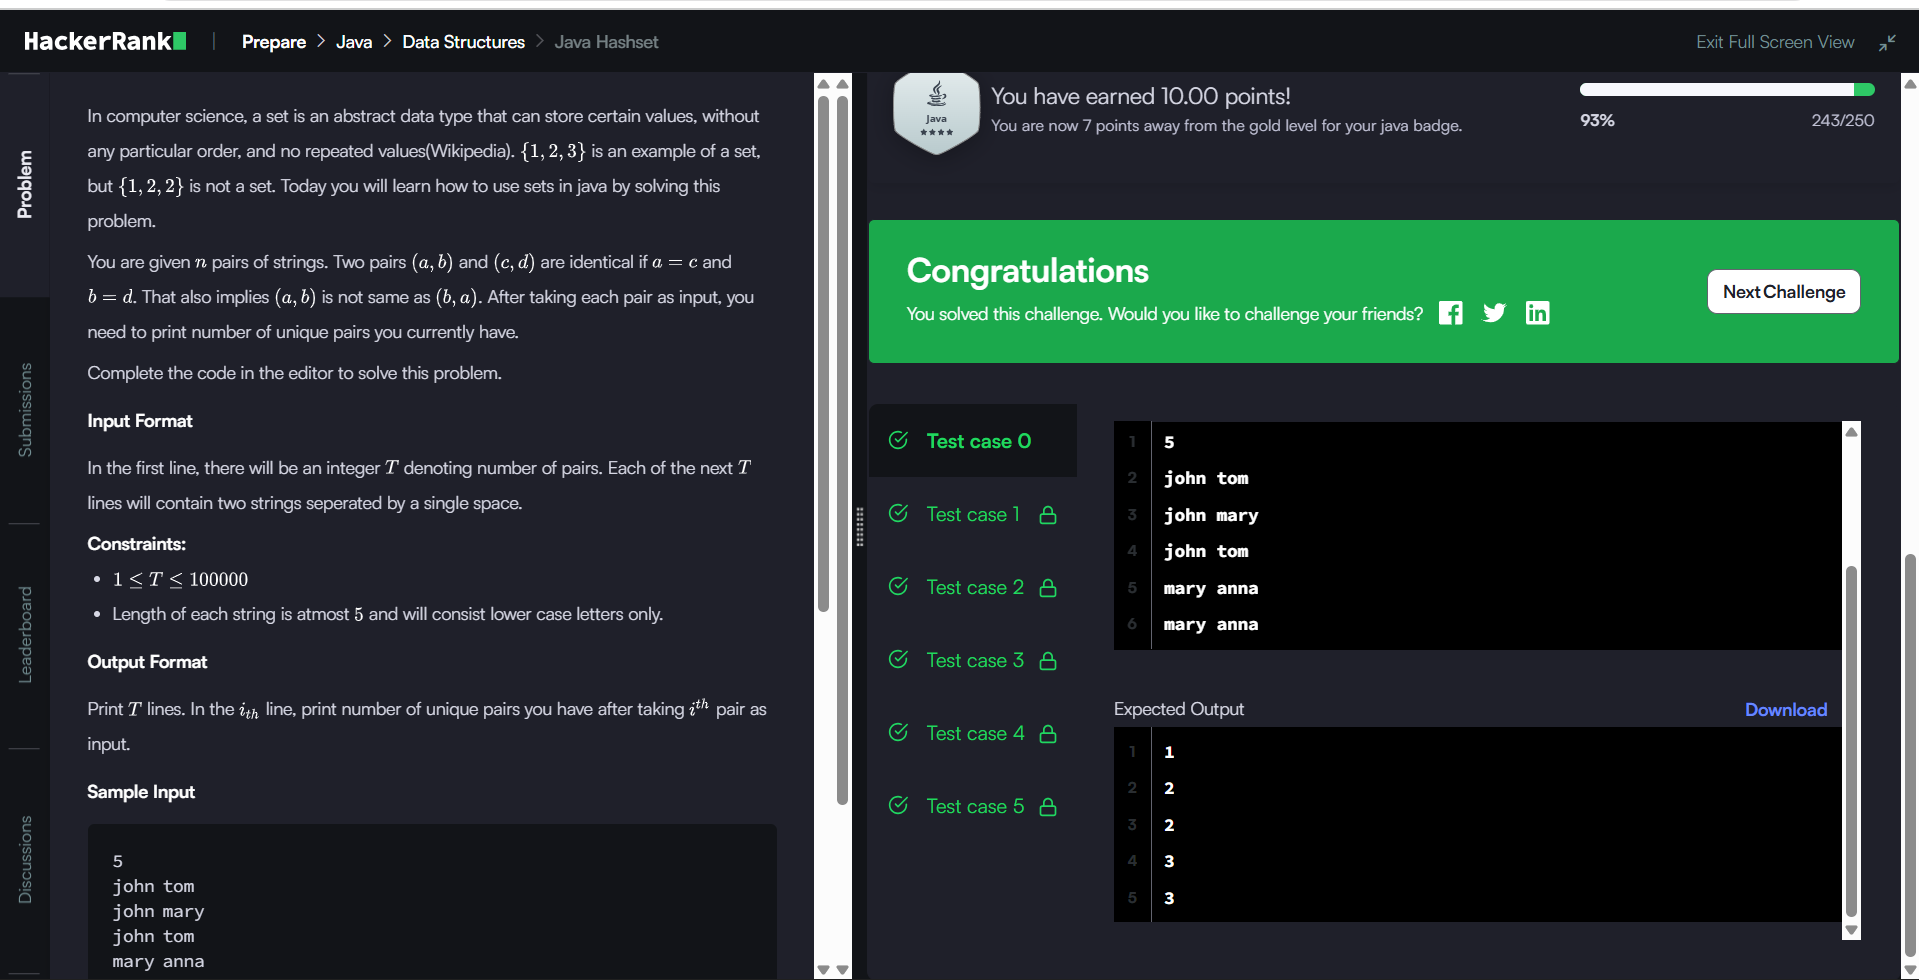 HackerRank
Prepare > Java > Data Structures > Java Hashset
Exit Full Screen View
Problem
Submissions
Leaderboard
Discussions
In computer science, a set is an abstract data type that can store certain values, without
any particular order, and no repeated values(Wikipedia). {1, 2, 3} is an example of a set,
but {1, 2, 2} is not a set. Today you will learn how to use sets in java by solving this
problem.
You are given n pairs of strings. Two pairs (a, b) and (c, d) are identical if a = c and
b = d. That also implies (a, b) is not same as (b, a). After taking each pair as input, you
need to print number of unique pairs you currently have.
Complete the code in the editor to solve this problem.
Input Format
In the first line, there will be an integer T denoting number of pairs. Each of the next T
lines will contain two strings seperated by a single space.
Constraints:
• 1 ≤ T ≤ 100000
• Length of each string is atmost 5 and will consist lower case letters only.
Output Format
Print T lines. In the i_th line, print number of unique pairs you have after taking i^th pair as
input.
Sample Input
5
john tom
john mary
john tom
mary anna
Java
You have earned 10.00 points!
You are now 7 points away from the gold level for your java badge.
93%
243/250
Congratulations
You solved this challenge. Would you like to challenge your friends?
Next Challenge
Test case 0
Test case 1
Test case 2
Test case 3
Test case 4
Test case 5
1 5
2 john tom
3 john mary
4 john tom
5 mary anna
6 mary anna
Expected Output
Download
1 1
2 2
3 2
4 3
5 3